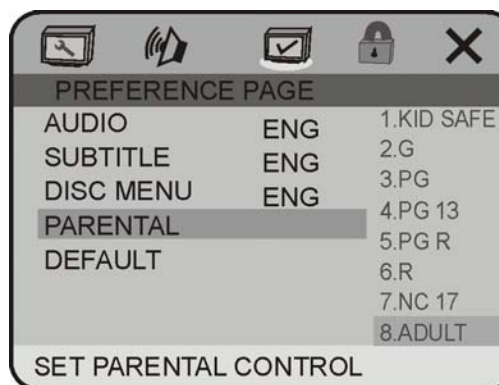 PREFERENCE PAGE
AUDIO ENG
SUBTITLE ENG
DISC MENU ENG
PARENTAL
DEFAULT
1.KID SAFE
2.G
3.PG
4.PG 13
5.PG R
6.R
7.NC 17
8.ADULT
SET PARENTAL CONTROL